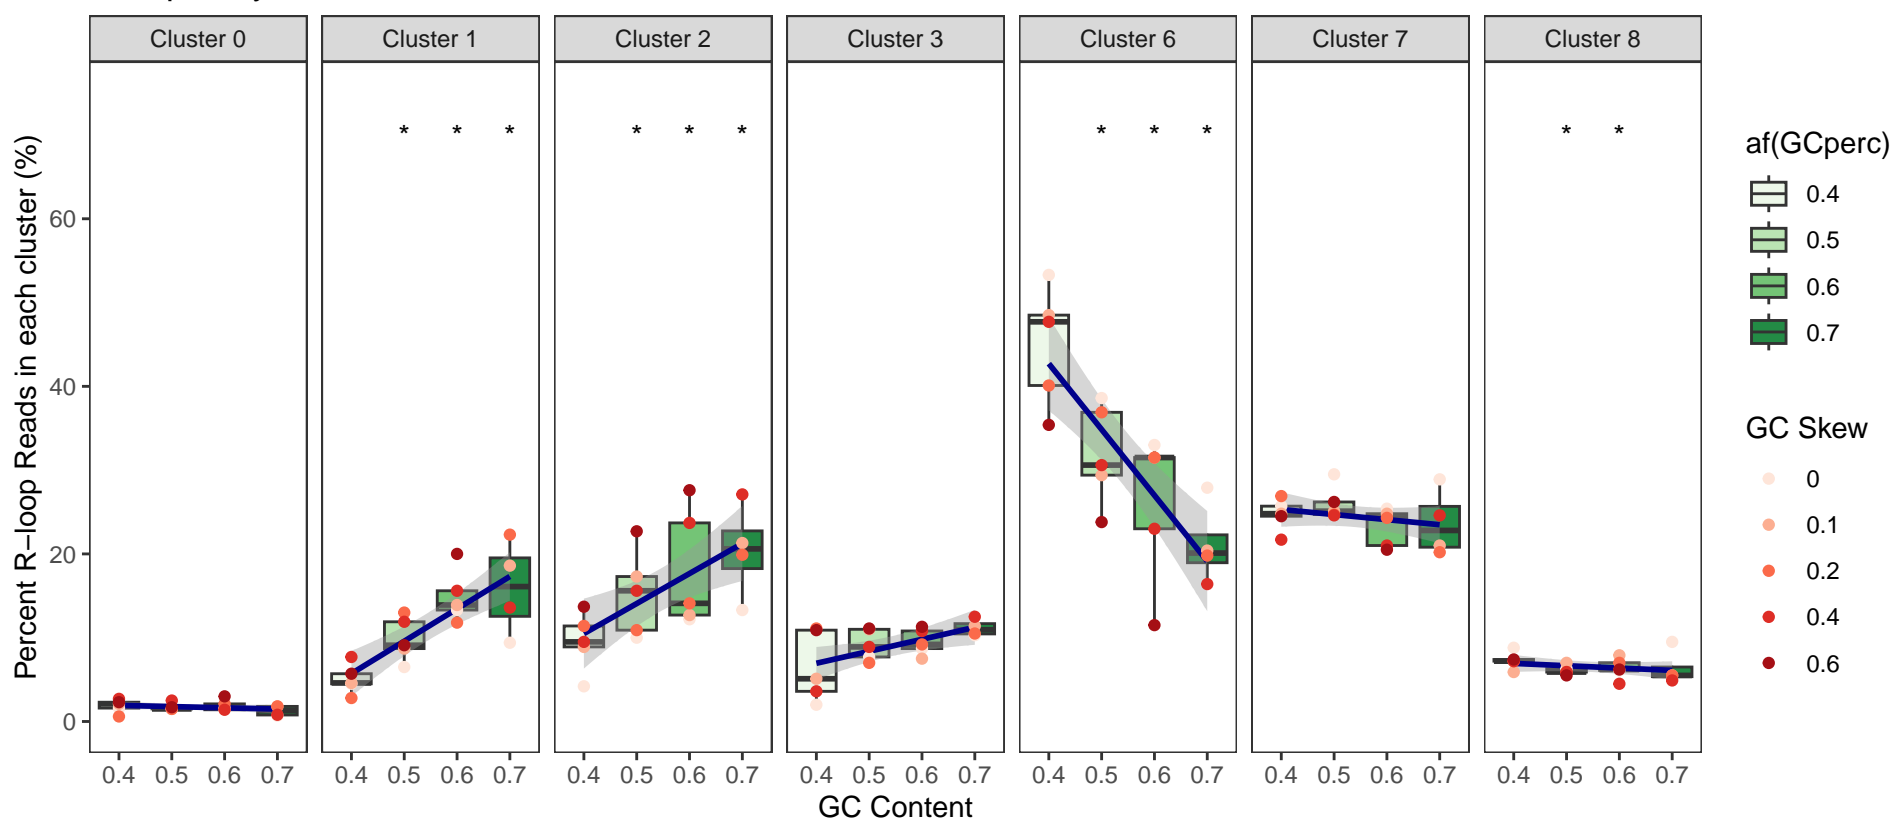 Cluster 0 Cluster 1 Cluster 2 Cluster 3 Cluster 6 Cluster 7 Cluster 8
* * * * * * * * * * *
Percent R−loop Reads in each cluster (%)
60
40
20
0
0.4 0.5 0.6 0.7 0.4 0.5 0.6 0.7 0.4 0.5 0.6 0.7 0.4 0.5 0.6 0.7 0.4 0.5 0.6 0.7 0.4 0.5 0.6 0.7 0.4 0.5 0.6 0.7
GC Content
af(GCperc)
0.4
0.5
0.6
0.7
GC Skew
0
0.1
0.2
0.4
0.6